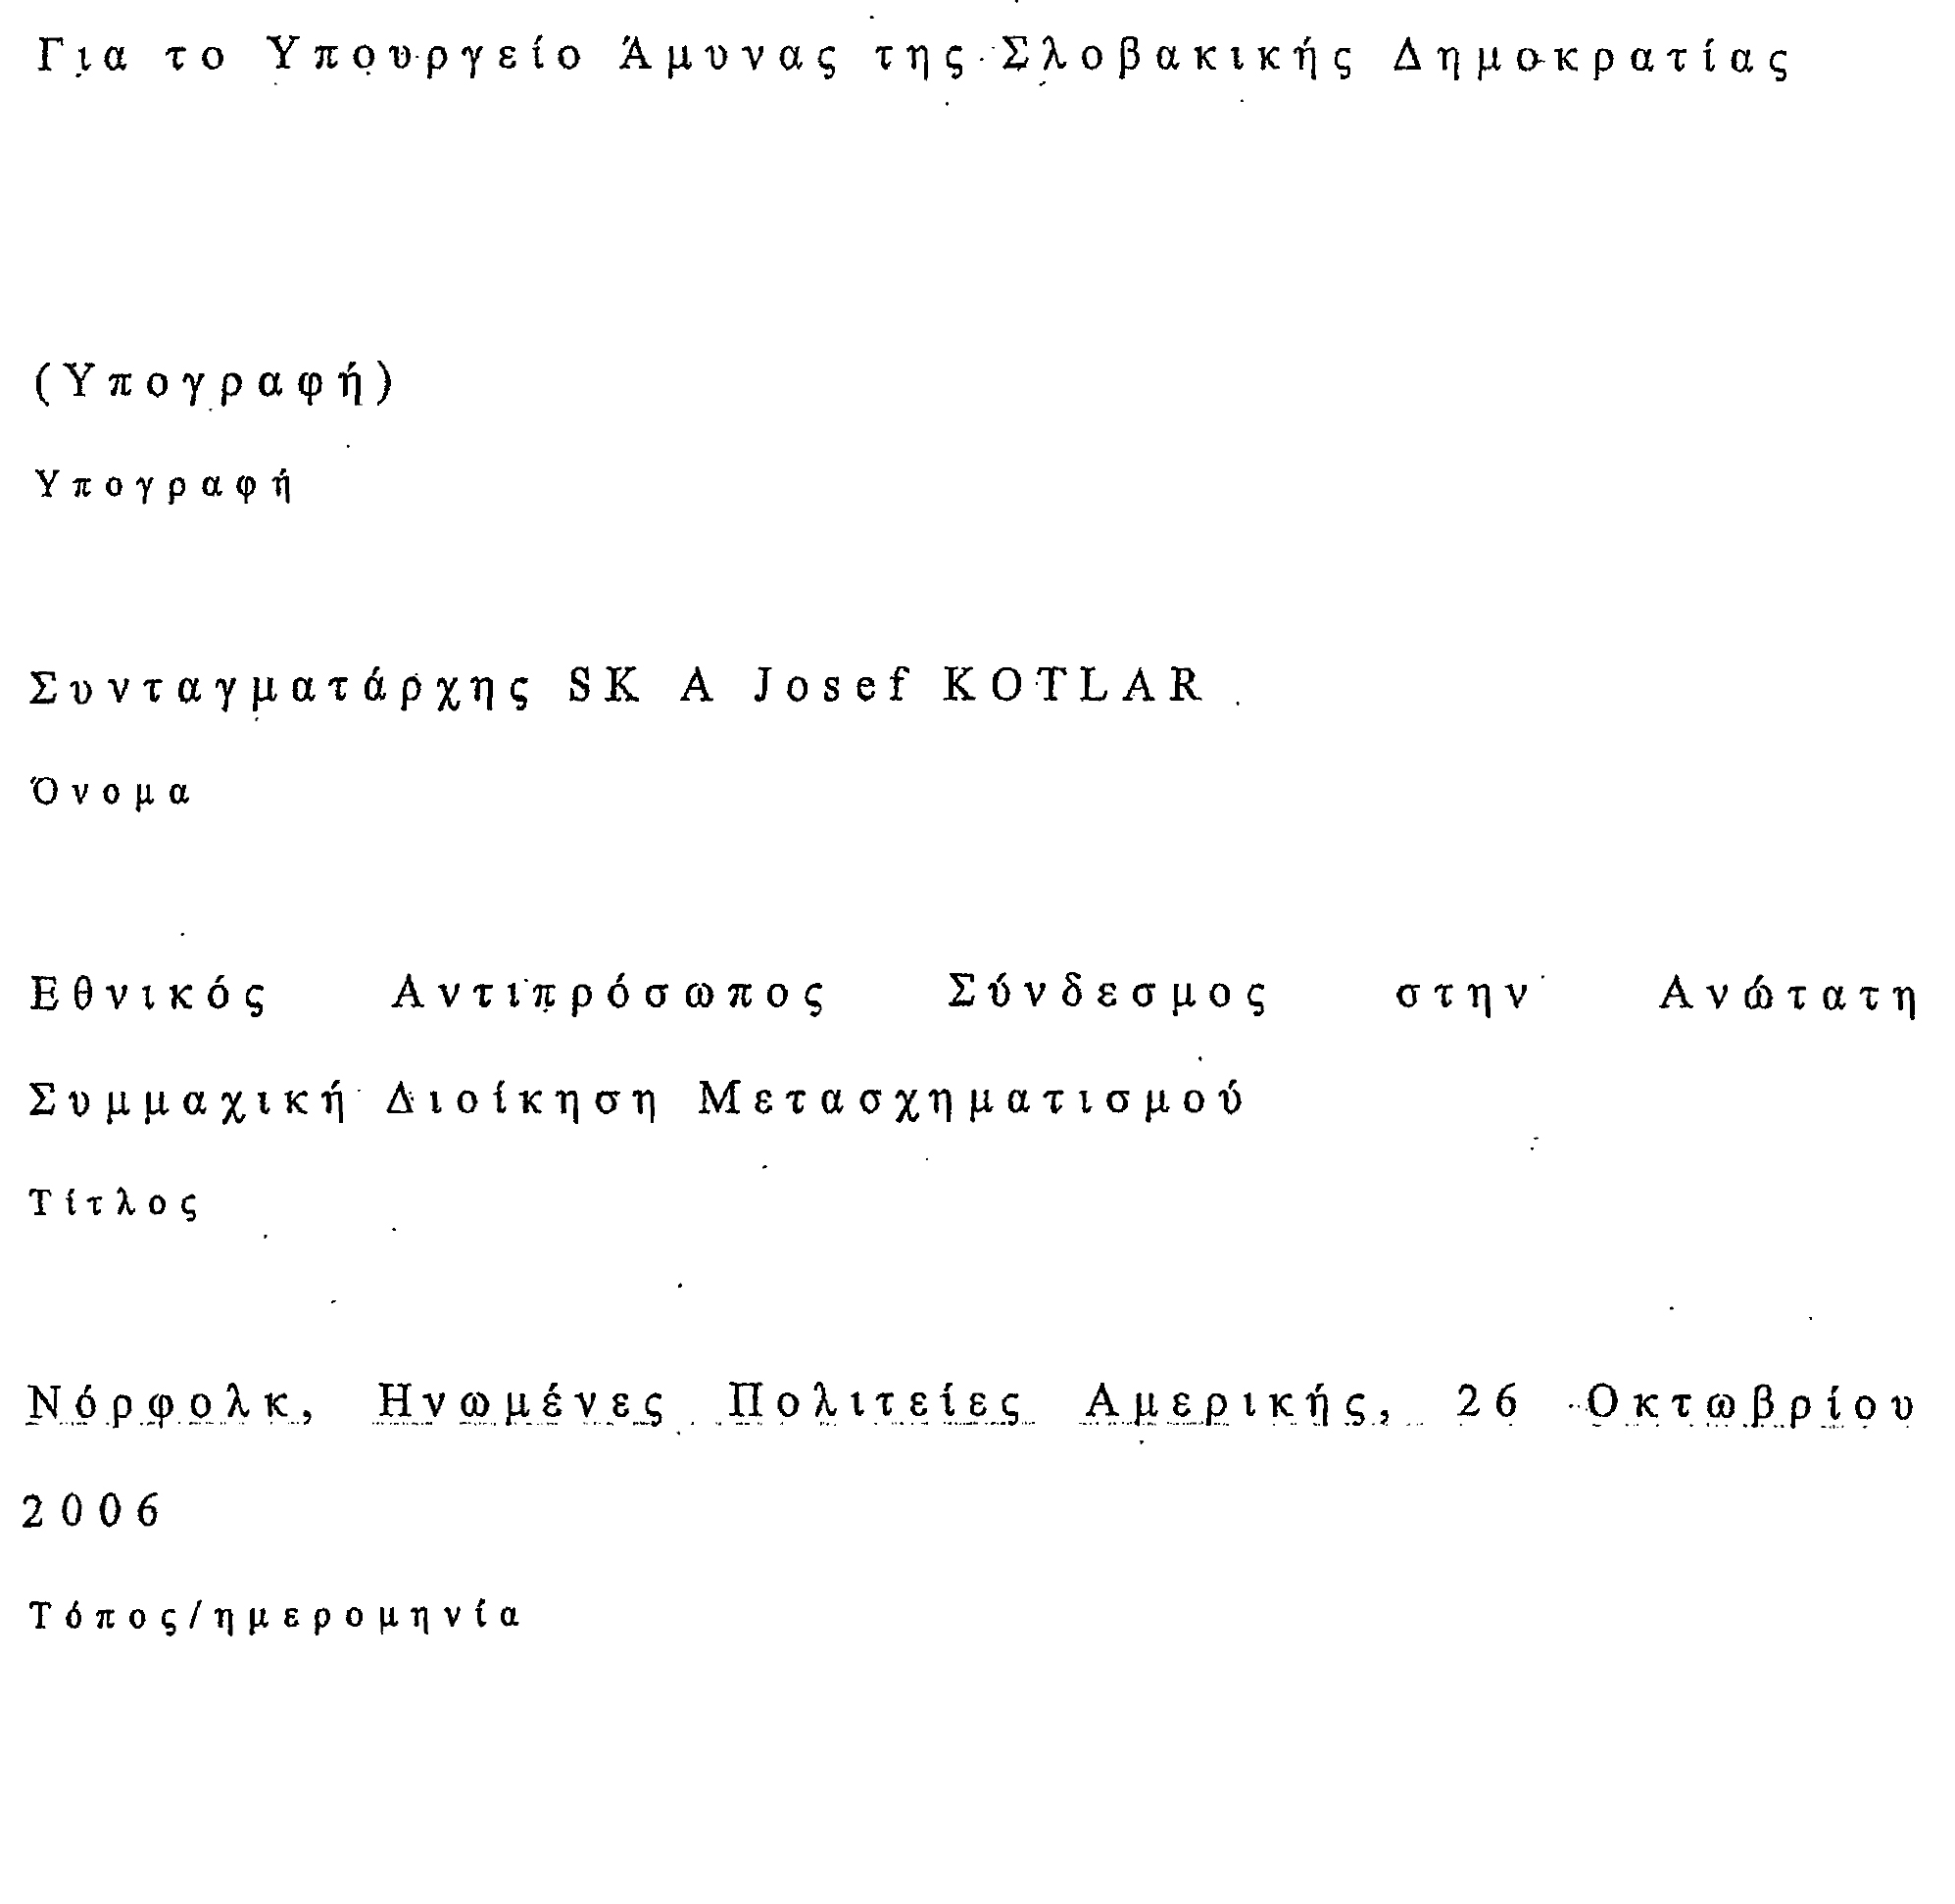 Για το Υπουργείο Άμυνας της Σλοβακικής Δημοκρατίας
(Υπογραφή)
Υπογραφή
Συνταγματάρχης SK A Josef KOTLAR
Όνομα
Εθνικός Αντιπρόσωπος Σύνδεσμος στην Ανώτατη
Συμμαχική Διοίκηση Μετασχηματισμού
Τίτλος
Νόρφολκ, Ηνωμένες Πολιτείες Αμερικής, 26 Οκτωβρίου
2006
Τόπος/ημερομηνία